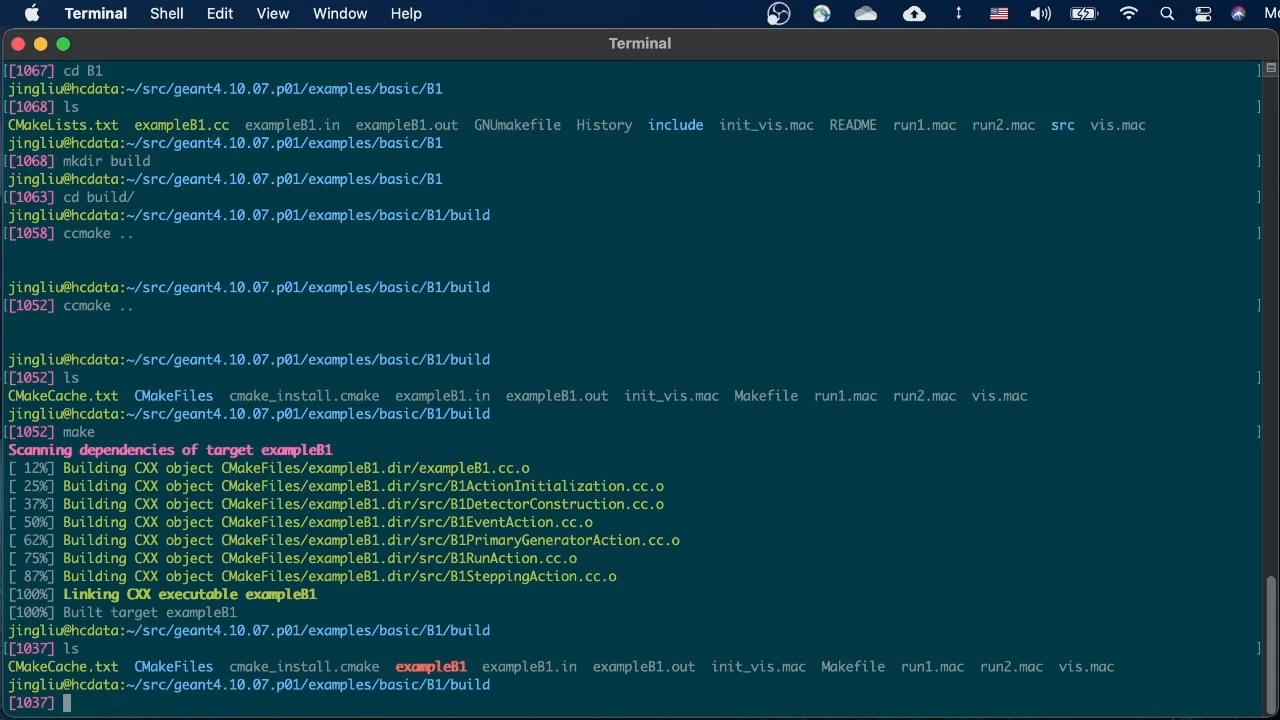 Terminal Shell Edit View Window Help
Terminal
[[1067] cd B1 ]
jingliu@hcdata:~/src/geant4.10.07.p01/examples/basic/B1
[[1068] ls ]
CMakeLists.txt exampleB1.cc exampleB1.in exampleB1.out GNUmakefile History include init_vis.mac README run1.mac run2.mac src vis.mac
jingliu@hcdata:~/src/geant4.10.07.p01/examples/basic/B1
[[1068] mkdir build ]
jingliu@hcdata:~/src/geant4.10.07.p01/examples/basic/B1
[[1063] cd build/ ]
jingliu@hcdata:~/src/geant4.10.07.p01/examples/basic/B1/build
[[1058] ccmake .. ]
jingliu@hcdata:~/src/geant4.10.07.p01/examples/basic/B1/build
[[1052] ccmake .. ]
jingliu@hcdata:~/src/geant4.10.07.p01/examples/basic/B1/build
[[1052] ls ]
CMakeCache.txt CMakeFiles cmake_install.cmake exampleB1.in exampleB1.out init_vis.mac Makefile run1.mac run2.mac vis.mac
jingliu@hcdata:~/src/geant4.10.07.p01/examples/basic/B1/build
[[1052] make ]
Scanning dependencies of target exampleB1
[ 12%] Building CXX object CMakeFiles/exampleB1.dir/exampleB1.cc.o
[ 25%] Building CXX object CMakeFiles/exampleB1.dir/src/B1ActionInitialization.cc.o
[ 37%] Building CXX object CMakeFiles/exampleB1.dir/src/B1DetectorConstruction.cc.o
[ 50%] Building CXX object CMakeFiles/exampleB1.dir/src/B1EventAction.cc.o
[ 62%] Building CXX object CMakeFiles/exampleB1.dir/src/B1PrimaryGeneratorAction.cc.o
[ 75%] Building CXX object CMakeFiles/exampleB1.dir/src/B1RunAction.cc.o
[ 87%] Building CXX object CMakeFiles/exampleB1.dir/src/B1SteppingAction.cc.o
[100%] Linking CXX executable exampleB1
[100%] Built target exampleB1
jingliu@hcdata:~/src/geant4.10.07.p01/examples/basic/B1/build
[[1037] ls ]
CMakeCache.txt CMakeFiles cmake_install.cmake exampleB1 exampleB1.in exampleB1.out init_vis.mac Makefile run1.mac run2.mac vis.mac
jingliu@hcdata:~/src/geant4.10.07.p01/examples/basic/B1/build
[1037]